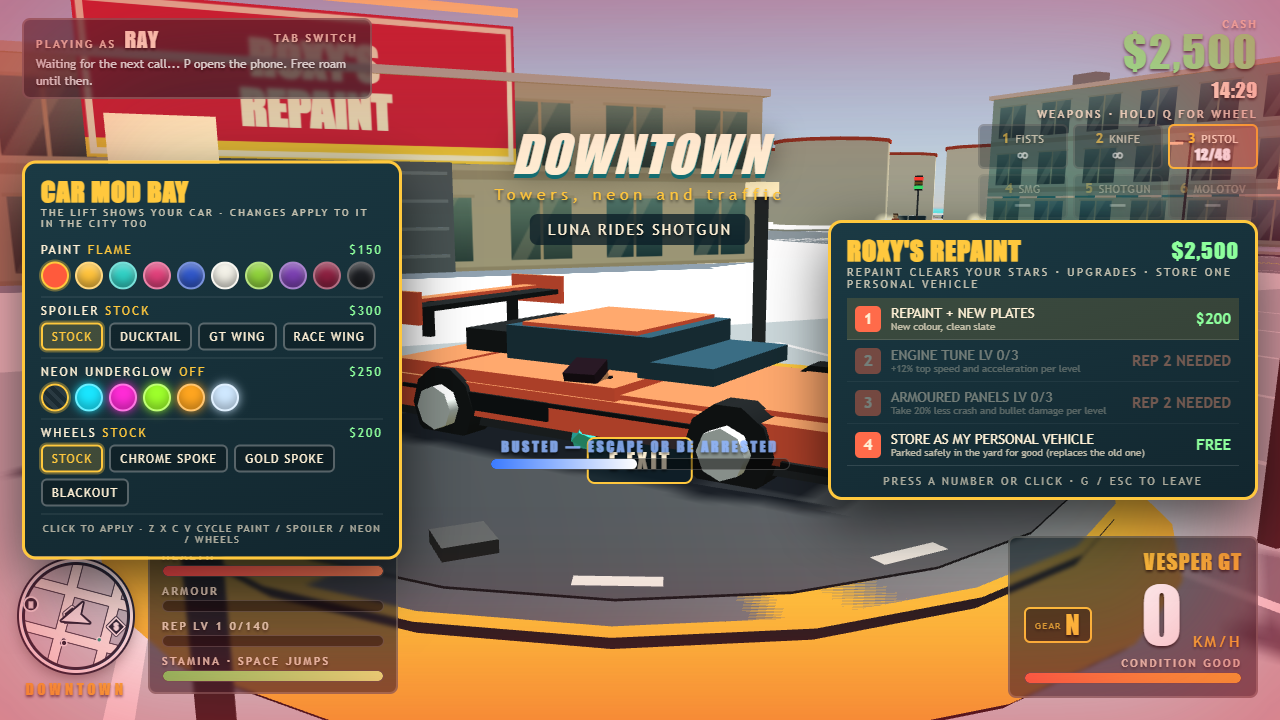 PLAYING AS RAY TAB SWITCH
Waiting for the next call... P opens the phone. Free roam
until then.
ROXY'S
REPAINT
CASH
$2,500
14:29
WEAPONS · HOLD Q FOR WHEEL
1 FISTS ∞
2 KNIFE ∞
3 PISTOL 12/48
4 SMG —
5 SHOTGUN —
6 MOLOTOV —
DOWNTOWN
Towers, neon and traffic
LUNA RIDES SHOTGUN
CAR MOD BAY
THE LIFT SHOWS YOUR CAR · CHANGES APPLY TO IT
IN THE CITY TOO
PAINT FLAME $150
SPOILER STOCK $300
STOCK DUCKTAIL GT WING RACE WING
NEON UNDERGLOW OFF $250
WHEELS STOCK $200
STOCK CHROME SPOKE GOLD SPOKE
BLACKOUT
CLICK TO APPLY · Z X C V CYCLE PAINT / SPOILER / NEON
/ WHEELS
ROXY'S REPAINT $2,500
REPAINT CLEARS YOUR STARS · UPGRADES · STORE ONE
PERSONAL VEHICLE
1 REPAINT + NEW PLATES $200
New colour, clean slate
2 ENGINE TUNE LV 0/3 REP 2 NEEDED
+12% top speed and acceleration per level
3 ARMOURED PANELS LV 0/3 REP 2 NEEDED
Take 20% less crash and bullet damage per level
4 STORE AS MY PERSONAL VEHICLE FREE
Parked safely in the yard for good (replaces the old one)
PRESS A NUMBER OR CLICK · G / ESC TO LEAVE
BUSTED — ESCAPE OR BE ARRESTED
EXIT
HEALTH
ARMOUR
REP LV 1 0/140
STAMINA · SPACE JUMPS
DOWNTOWN
VESPER GT
GEAR N
0 KM/H
CONDITION GOOD